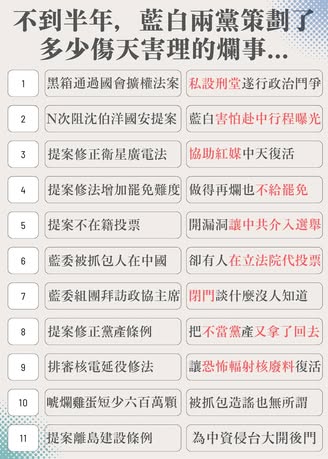 不到半年，藍白兩黨策劃了
多少傷天害理的爛事...
1 黑箱通過國會擴權法案 私設刑堂遂行政治鬥爭
2 N次阻沈伯洋國安提案 藍白害怕赴中行程曝光
3 提案修正衛星廣電法 協助紅媒中天復活
4 提案修法增加罷免難度 做得再爛也不給罷免
5 提案不在籍投票 開漏洞讓中共介入選舉
6 藍委被抓包人在中國 卻有人在立法院代投票
7 藍委組團拜訪政協主席 閉門談什麼沒人知道
8 提案修正黨產條例 把不當黨產又拿了回去
9 排審核電延役修法 讓恐怖輻射核廢料復活
10 唬爛雞蛋短少六百萬顆 被抓包造謠也無所謂
11 提案離島建設條例 為中資侵台大開後門